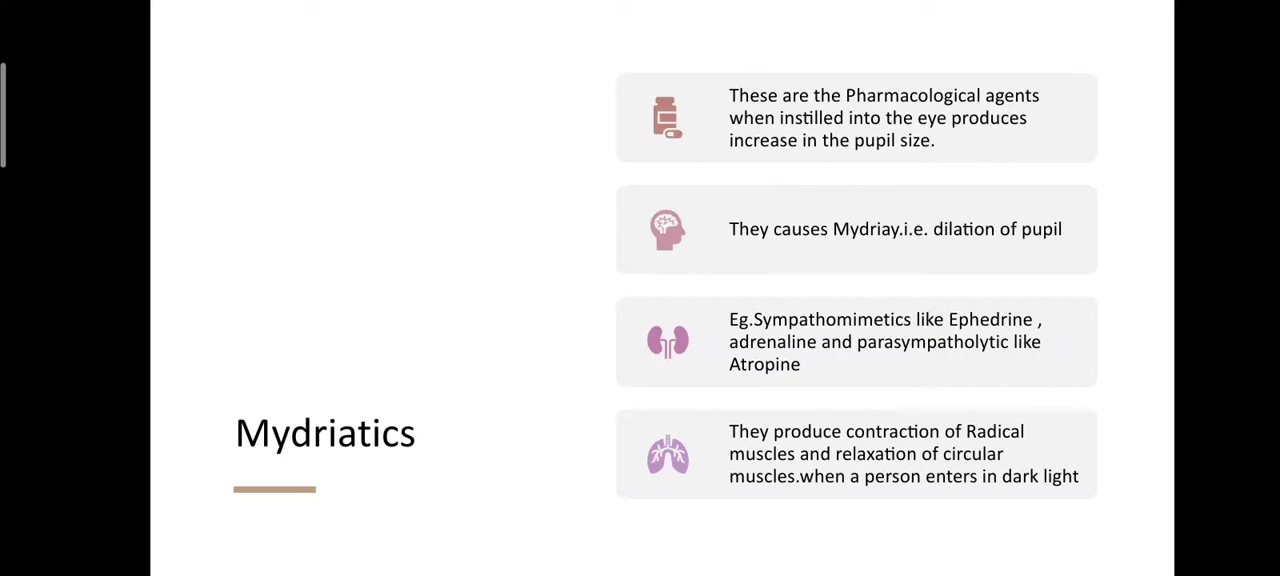 Mydriatics
These are the Pharmacological agents
when instilled into the eye produces
increase in the pupil size.
They causes Mydriay.i.e. dilation of pupil
Eg.Sympathomimetics like Ephedrine ,
adrenaline and parasympatholytic like
Atropine
They produce contraction of Radical
muscles and relaxation of circular
muscles.when a person enters in dark light